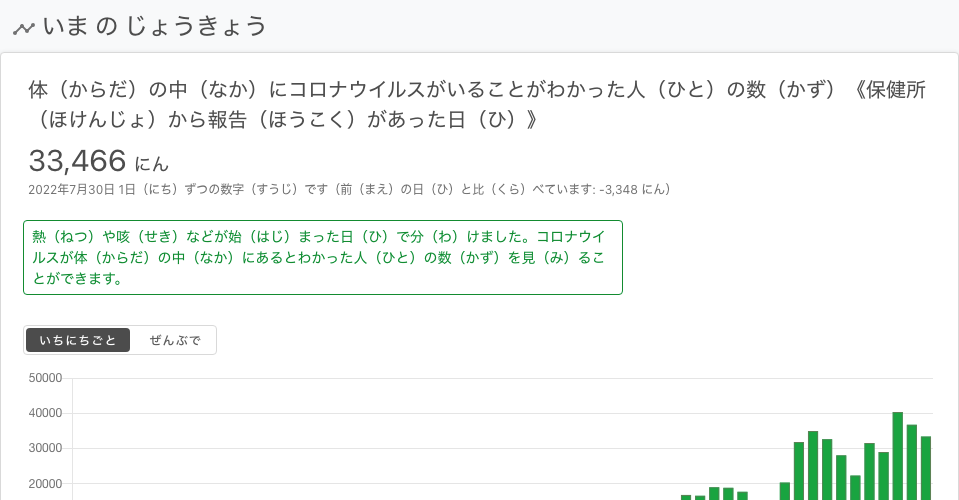 いま の じょうきょう
体（からだ）の中（なか）にコロナウイルスがいることがわかった人（ひと）の数（かず）《保健所
（ほけんじょ）から報告（ほうこく）があった日（ひ）》
33,466 にん
2022年7月30日 1日（にち）ずつの数字（すうじ）です（前（まえ）の日（ひ）と比（くら）べています: -3,348 にん）
熱（ねつ）や咳（せき）などが始（はじ）まった日（ひ）で分（わ）けました。コロナウイ
ルスが体（からだ）の中（なか）にあるとわかった人（ひと）の数（かず）を見（み）るこ
とができます。
いちにちごと ぜんぶで
50000
40000
30000
20000